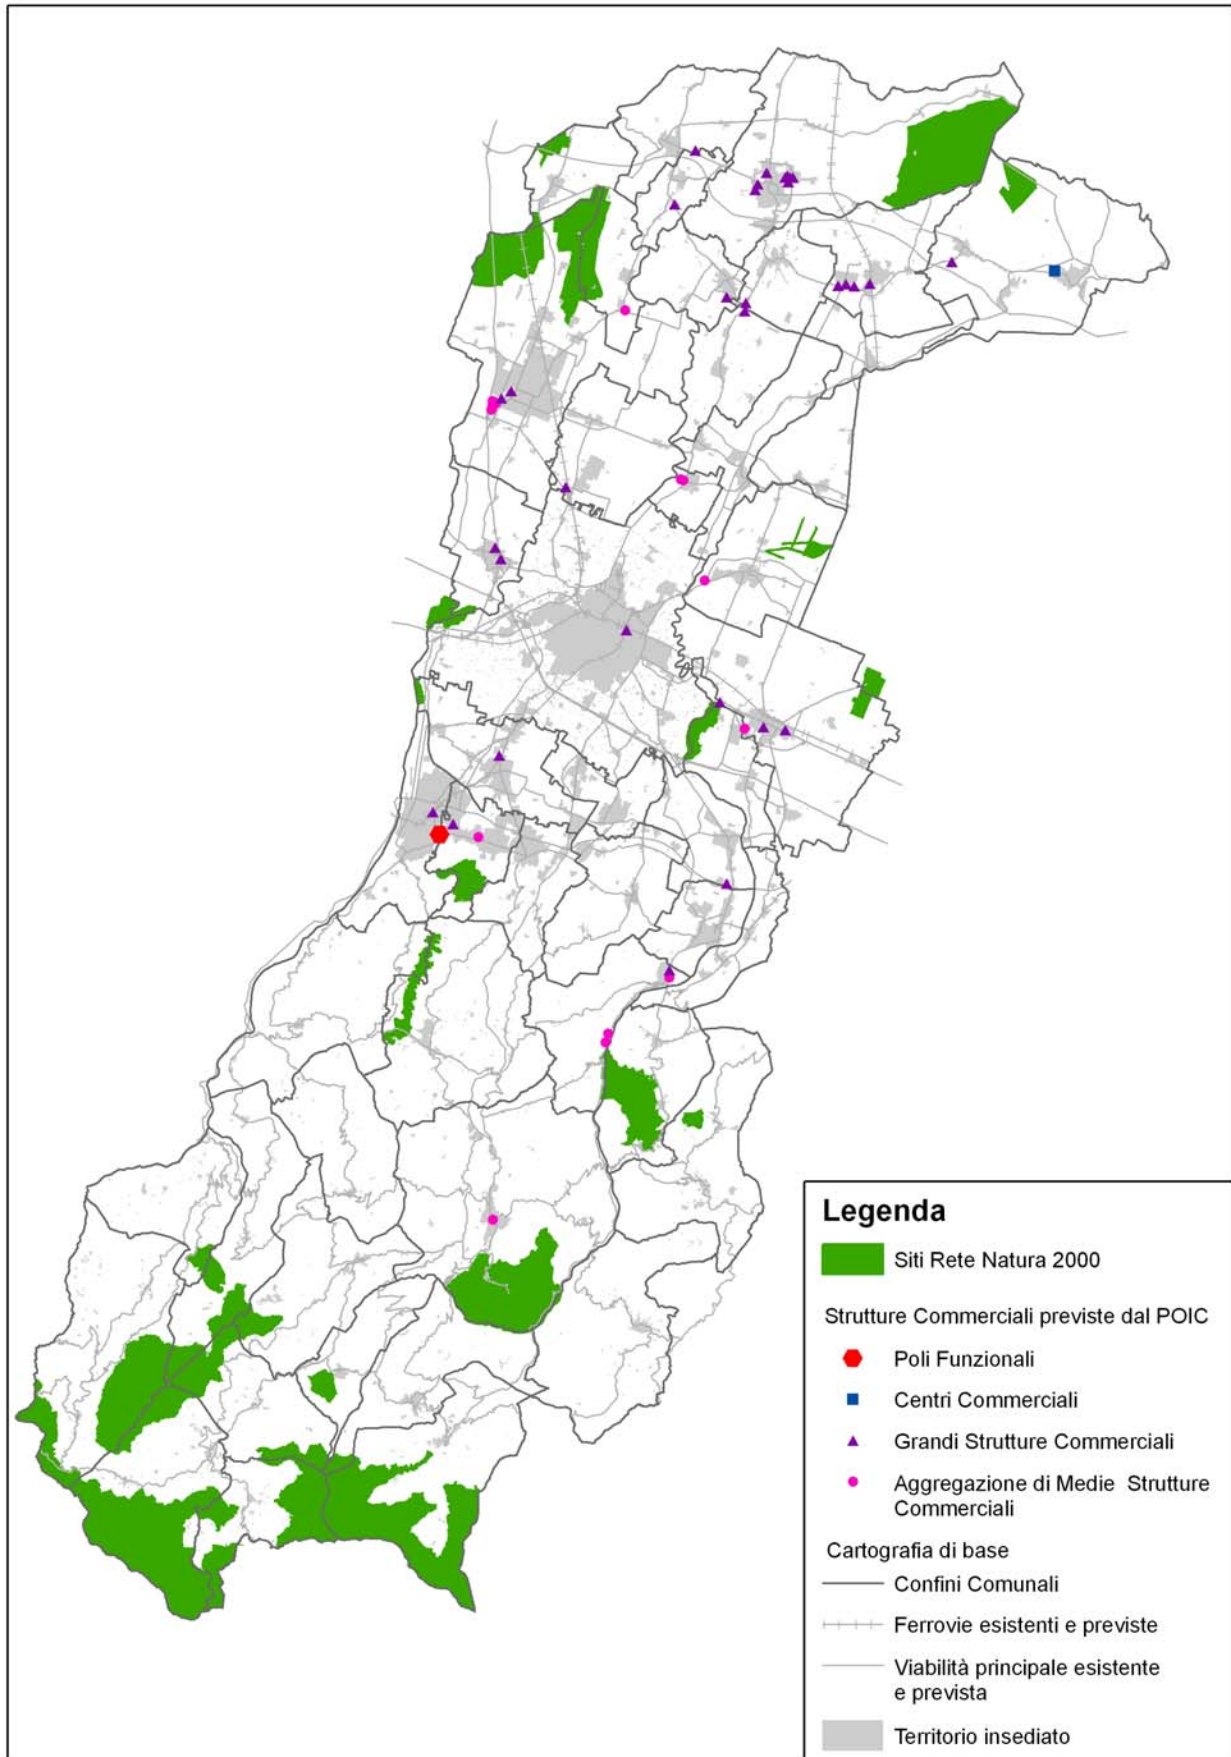 Legenda
Siti Rete Natura 2000
Strutture Commerciali previste dal POIC
Poli Funzionali
Centri Commerciali
Grandi Strutture Commerciali
Aggregazione di Medie Strutture
Commerciali
Cartografia di base
Confini Comunali
Ferrovie esistenti e previste
Viabilità principale esistente
e prevista
Territorio insediato